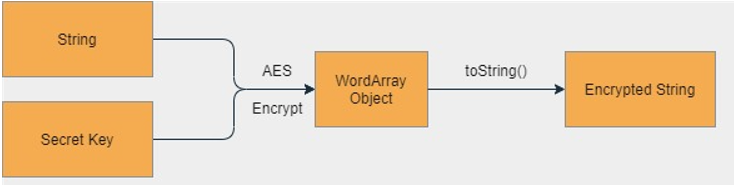 String
Secret Key
AES
Encrypt
WordArray
Object
toString()
Encrypted String